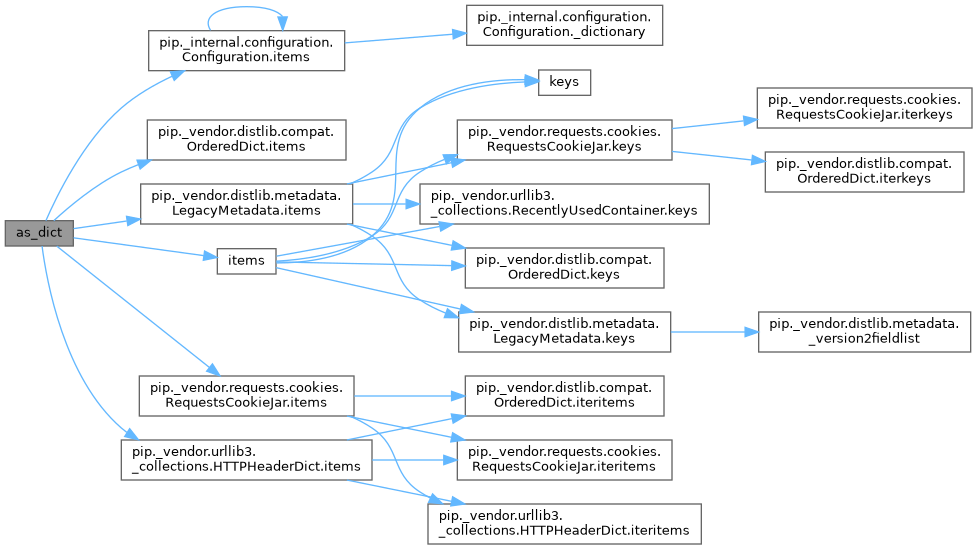 as_dict
pip._internal.configuration.
Configuration.items
pip._vendor.distlib.compat.
OrderedDict.items
pip._vendor.distlib.metadata.
LegacyMetadata.items
items
pip._vendor.requests.cookies.
RequestsCookieJar.items
pip._vendor.urllib3.
_collections.HTTPHeaderDict.items
pip._internal.configuration.
Configuration._dictionary
keys
pip._vendor.requests.cookies.
RequestsCookieJar.keys
pip._vendor.urllib3.
_collections.RecentlyUsedContainer.keys
pip._vendor.distlib.compat.
OrderedDict.keys
pip._vendor.distlib.metadata.
LegacyMetadata.keys
pip._vendor.distlib.compat.
OrderedDict.iteritems
pip._vendor.requests.cookies.
RequestsCookieJar.iteritems
pip._vendor.urllib3.
_collections.HTTPHeaderDict.iteritems
pip._vendor.requests.cookies.
RequestsCookieJar.iterkeys
pip._vendor.distlib.compat.
OrderedDict.iterkeys
pip._vendor.distlib.metadata.
_version2fieldlist